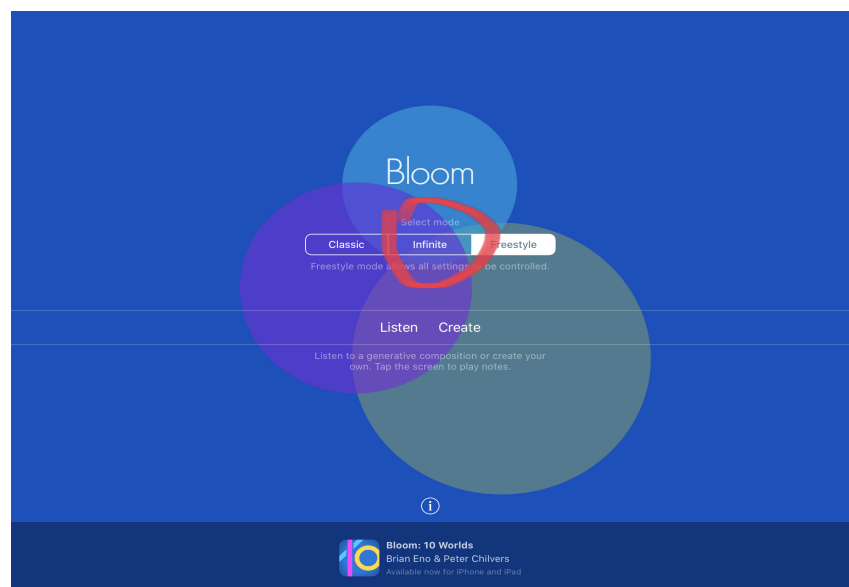 Bloom
Select mode
Classic Infinite Freestyle
Freestyle mode allows all settings to be controlled.
Listen Create
Listen to a generative composition or create your
own. Tap the screen to play notes.
i
Bloom: 10 Worlds
Brian Eno & Peter Chilvers
Available now for iPhone and iPad